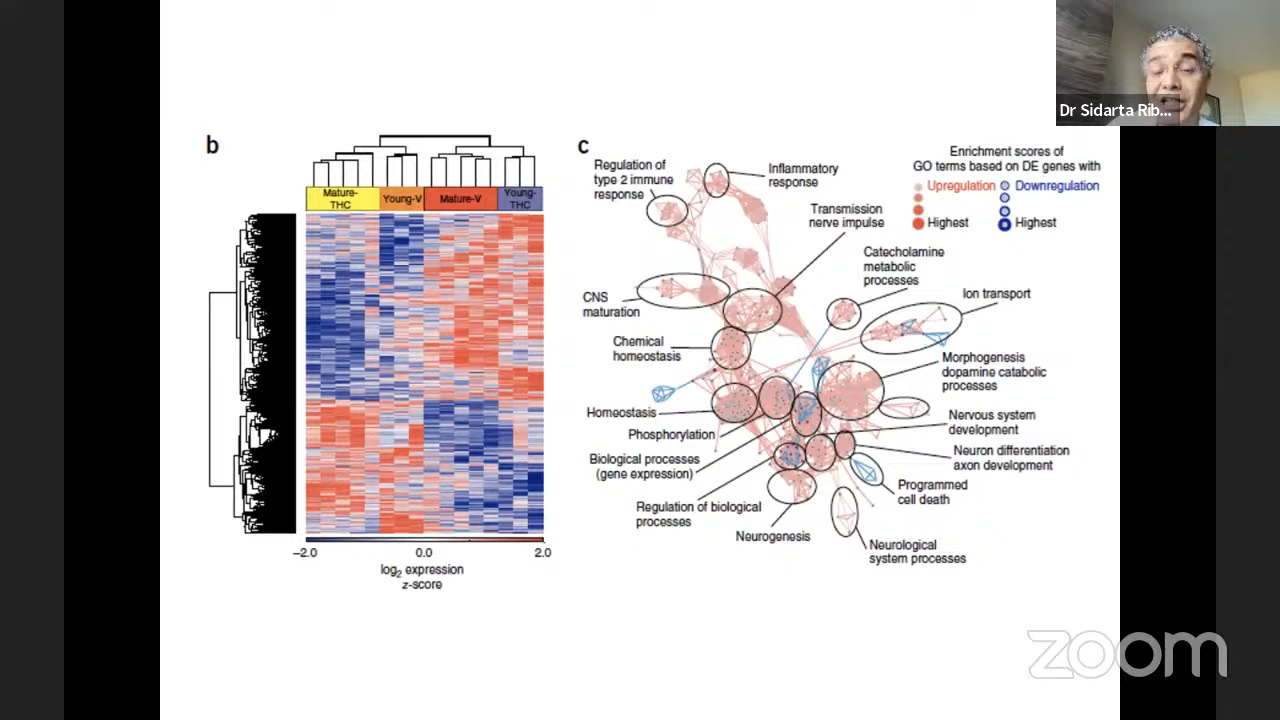 Dr Sidarta Rib...
b
Mature-
THC
Young-V
Mature-V
Young-
THC
−2.0
0.0
2.0
log2 expression
z-score
c
Regulation of
type 2 immune
response
Inflammatory
response
Transmission
nerve impulse
Enrichment scores of
GO terms based on DE genes with
Upregulation
Downregulation
Highest
Highest
Catecholamine
metabolic
processes
Ion transport
CNS
maturation
Chemical
homeostasis
Morphogenesis
dopamine catabolic
processes
Homeostasis
Phosphorylation
Nervous system
development
Biological processes
(gene expression)
Neuron differentiation
axon development
Programmed
cell death
Regulation of biological
processes
Neurogenesis
Neurological
system processes
zoom